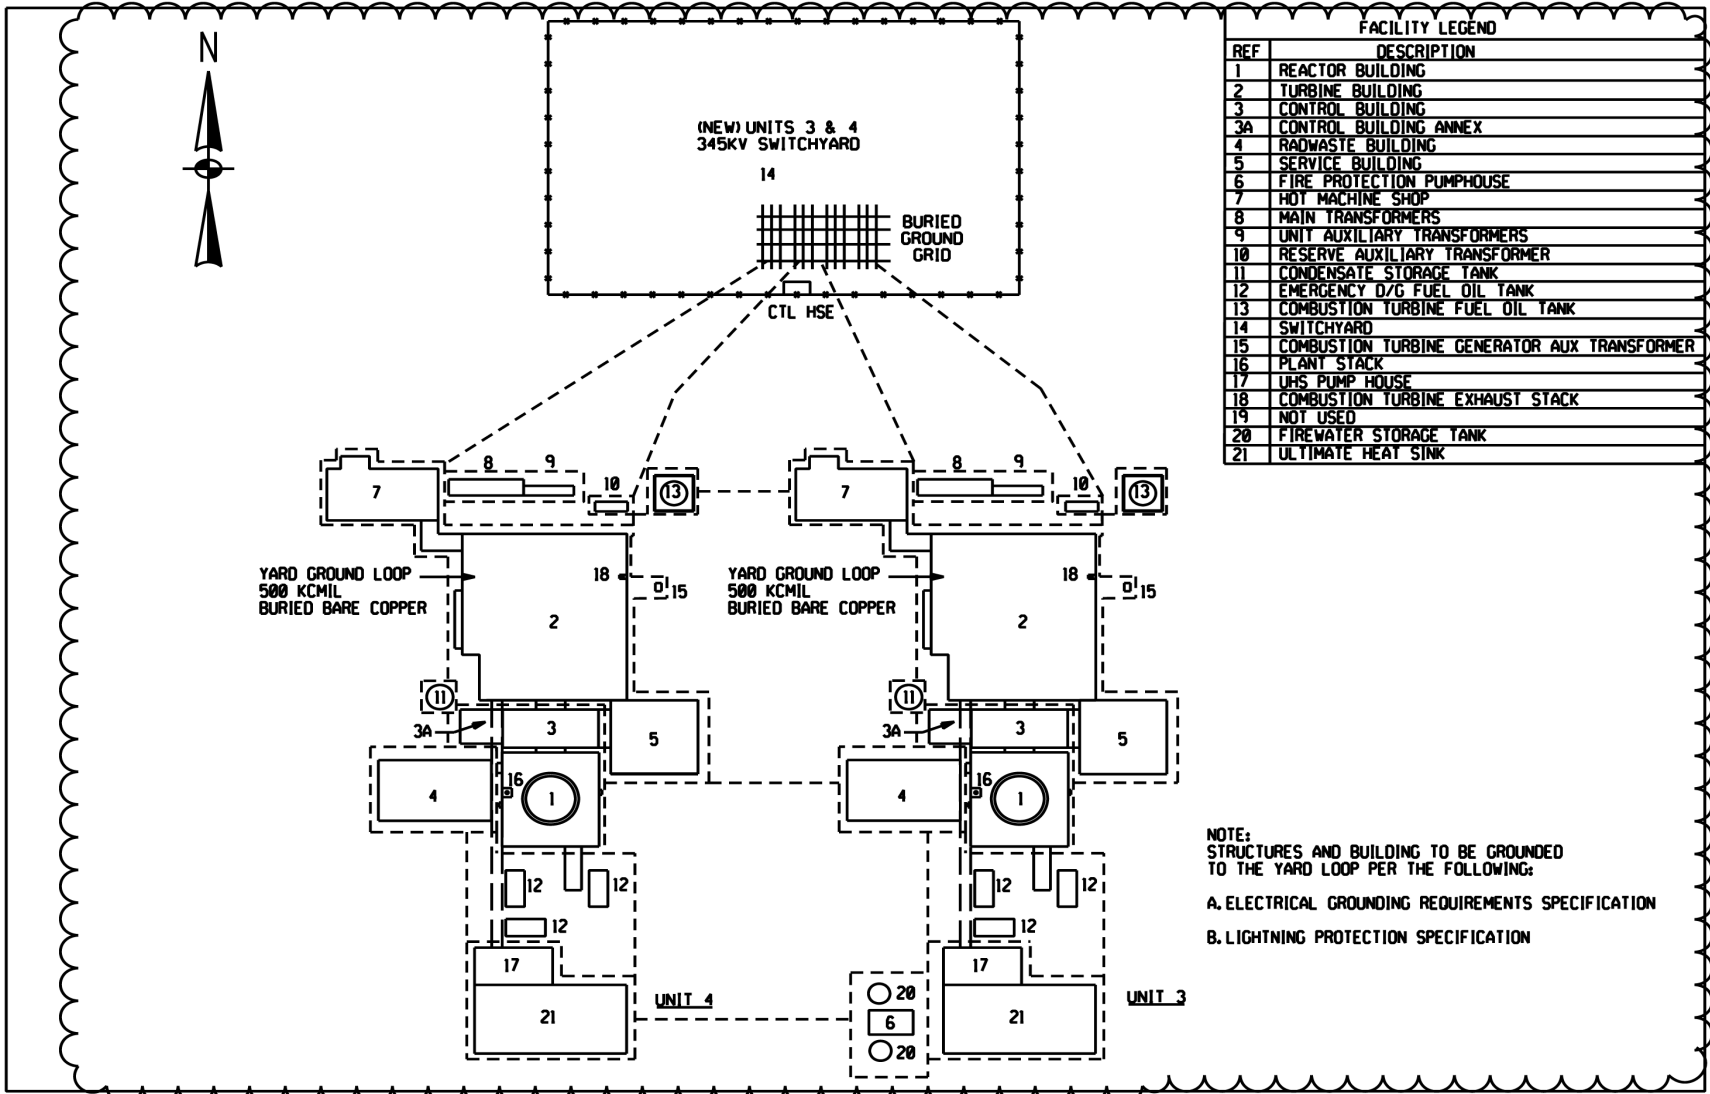 N
(NEW) UNITS 3 & 4
345KV SWITCHYARD
14
BURIED
GROUND
GRID
CTL HSE
FACILITY LEGEND
REF DESCRIPTION
1 REACTOR BUILDING
2 TURBINE BUILDING
3 CONTROL BUILDING
3A CONTROL BUILDING ANNEX
4 RADWASTE BUILDING
5 SERVICE BUILDING
6 FIRE PROTECTION PUMPHOUSE
7 HOT MACHINE SHOP
8 MAIN TRANSFORMERS
9 UNIT AUXILIARY TRANSFORMERS
10 RESERVE AUXILIARY TRANSFORMER
11 CONDENSATE STORAGE TANK
12 EMERGENCY D/G FUEL OIL TANK
13 COMBUSTION TURBINE FUEL OIL TANK
14 SWITCHYARD
15 COMBUSTION TURBINE GENERATOR AUX TRANSFORMER
16 PLANT STACK
17 UHS PUMP HOUSE
18 COMBUSTION TURBINE EXHAUST STACK
19 NOT USED
20 FIREWATER STORAGE TANK
21 ULTIMATE HEAT SINK
8 9
7
10
13
YARD GROUND LOOP
500 KCMIL
BURIED BARE COPPER
18
15
2
11
3A
3
5
16
4
1
12
12
12
17
21
UNIT 4
8 9
7
10
13
YARD GROUND LOOP
500 KCMIL
BURIED BARE COPPER
18
15
2
11
3A
3
5
16
4
1
12
12
12
17
21
20
6
20
UNIT 3
NOTE:
STRUCTURES AND BUILDING TO BE GROUNDED
TO THE YARD LOOP PER THE FOLLOWING:
A. ELECTRICAL GROUNDING REQUIREMENTS SPECIFICATION
B. LIGHTNING PROTECTION SPECIFICATION